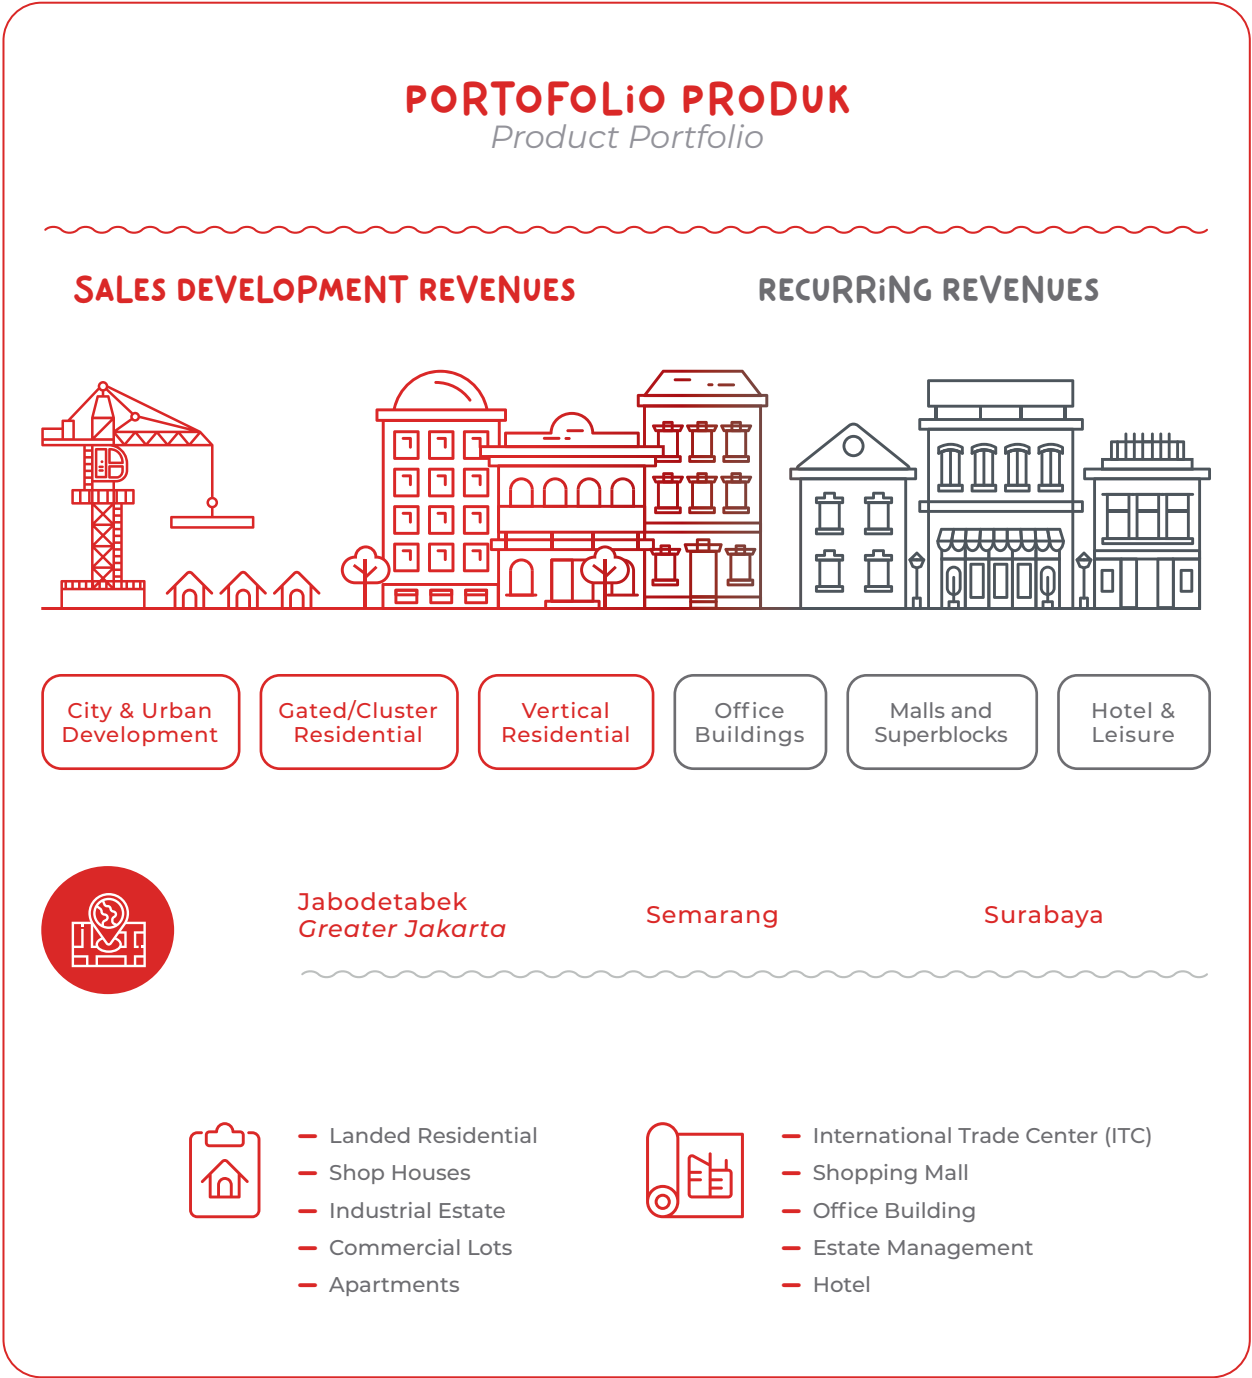 PORTOFOLiO PRODUK
Product Portfolio
SALES DEVELOPMENT REVENUES
RECURRiNG REVENUES
City & Urban
Development
Gated/Cluster
Residential
Vertical
Residential
Office
Buildings
Malls and
Superblocks
Hotel &
Leisure
Jabodetabek
Greater Jakarta
Semarang
Surabaya
Landed Residential
Shop Houses
Industrial Estate
Commercial Lots
Apartments
International Trade Center (ITC)
Shopping Mall
Office Building
Estate Management
Hotel